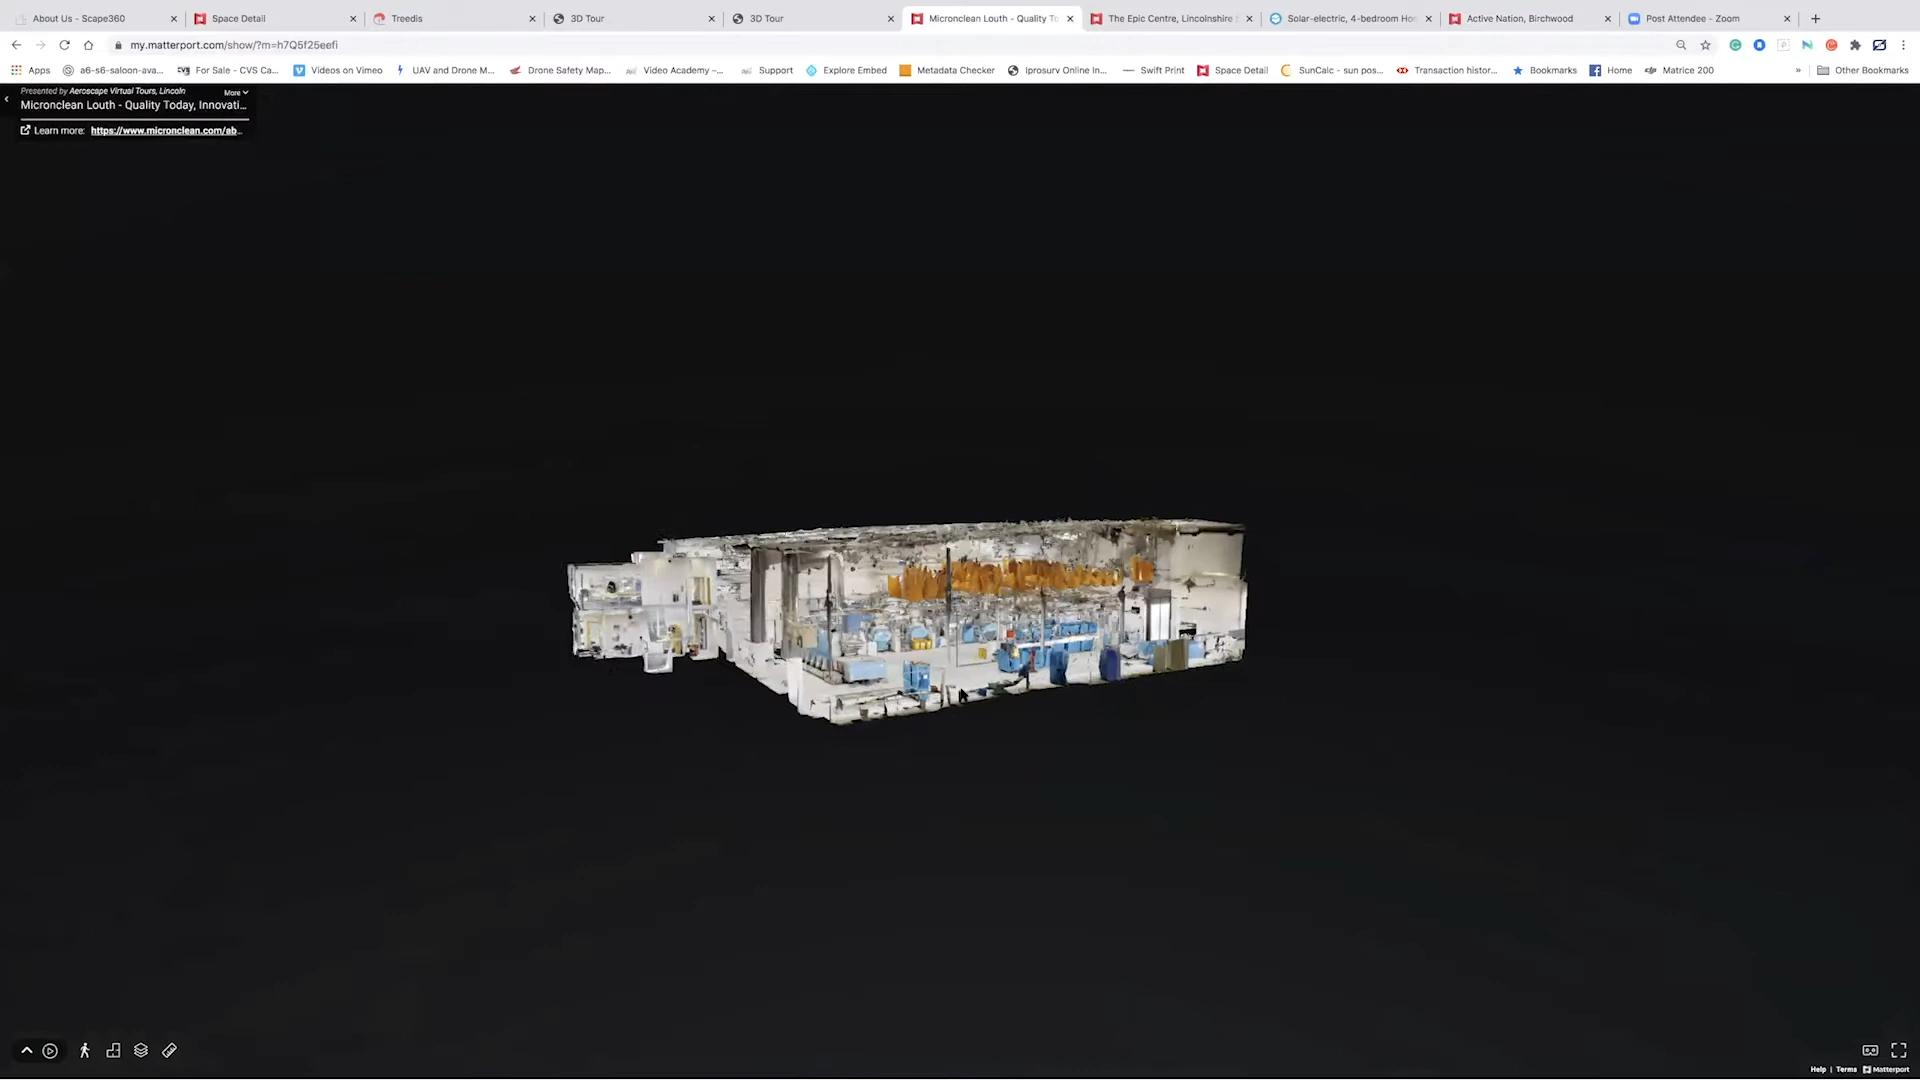 About Us - Scape360
Space Detail
Treedis
3D Tour
3D Tour
Micronclean Louth - Quality To
The Epic Centre, Lincolnshire S
Solar-electric, 4-bedroom Hom
Active Nation, Birchwood
Post Attendee - Zoom
my.matterport.com/show/?m=h7Q5f25eefi
Apps
a6-s6-saloon-ava...
For Sale - CVS Ca...
Videos on Vimeo
UAV and Drone M...
Drone Safety Map...
Video Academy –...
Support
Explore Embed
Metadata Checker
Iprosurv Online In...
Swift Print
Space Detail
SunCalc - sun pos...
Transaction histor...
Bookmarks
Home
Matrice 200
»
Other Bookmarks
Presented by Aeroscape Virtual Tours, Lincoln
More
Micronclean Louth - Quality Today, Innovati...
Learn more: https://www.micronclean.com/ab...
Help | Terms Matterport